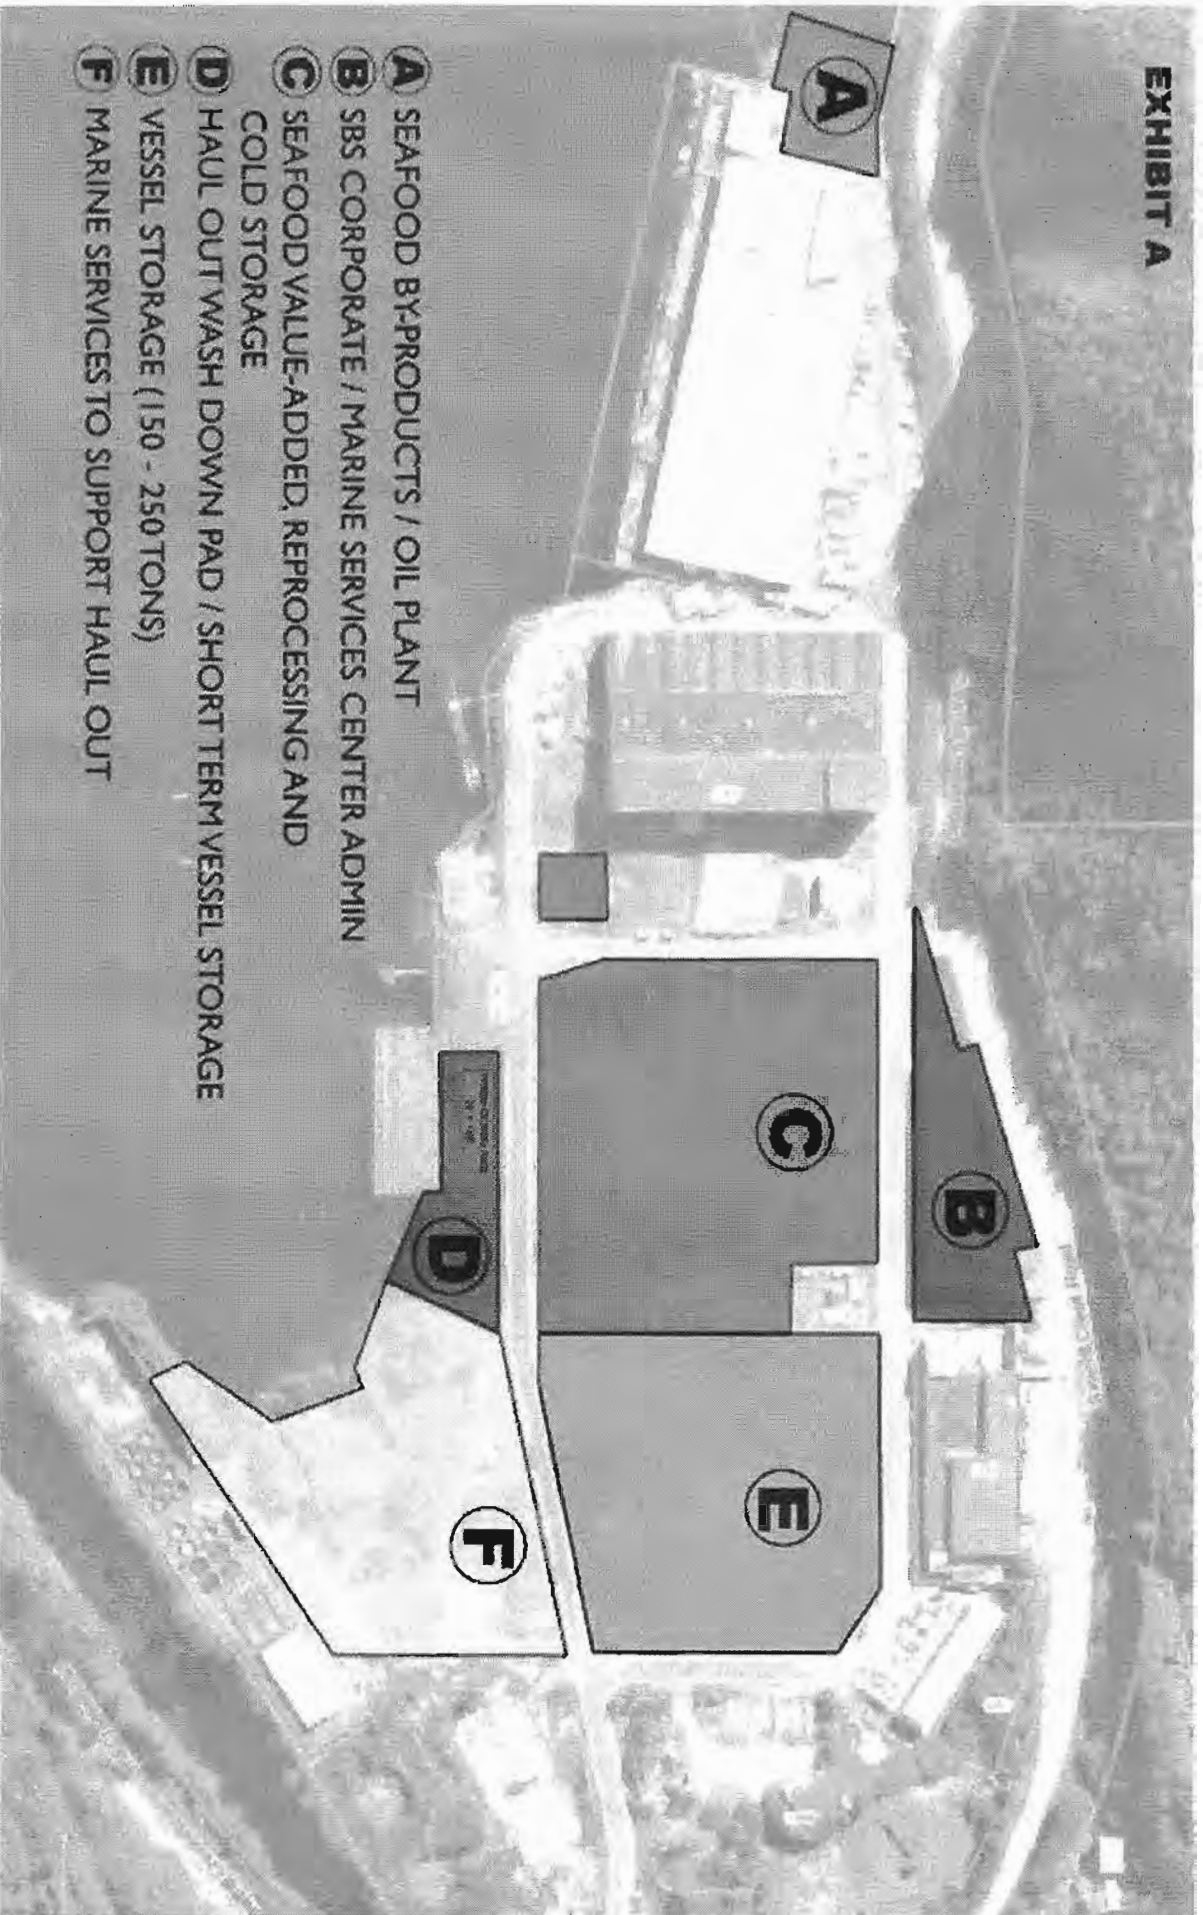 EXHIBIT A
A
B
C
D
E
F
A SEAFOOD BY-PRODUCTS / OIL PLANT
B SBS CORPORATE / MARINE SERVICES CENTER ADMIN
C SEAFOOD VALUE-ADDED, REPROCESSING AND
COLD STORAGE
D HAUL OUT WASH DOWN PAD / SHORT TERM VESSEL STORAGE
E VESSEL STORAGE (150 - 250 TONS)
F MARINE SERVICES TO SUPPORT HAUL OUT